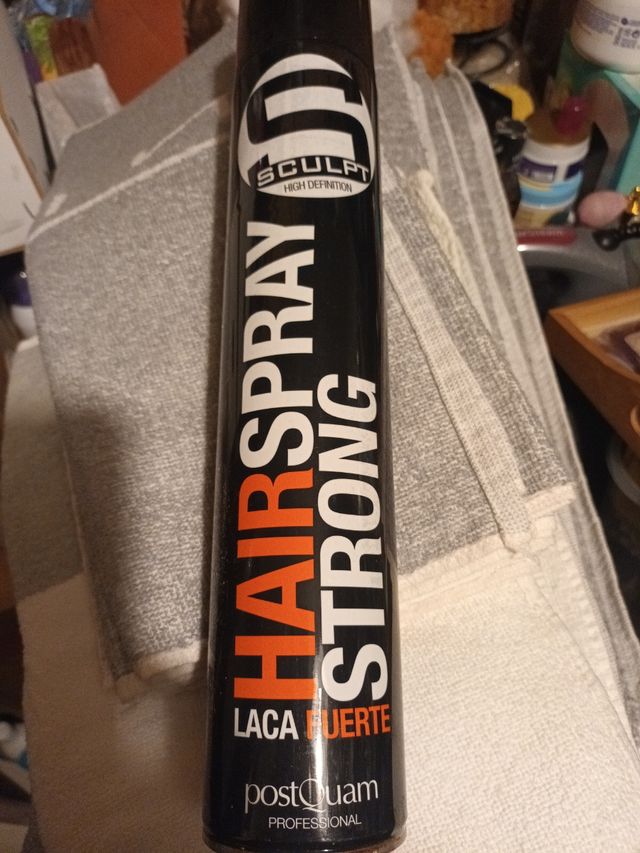 SCULPT
HIGH DEFINITION
HAIRSPRAY
STRONG
LACA FUERTE
postQuam
PROFESSIONAL